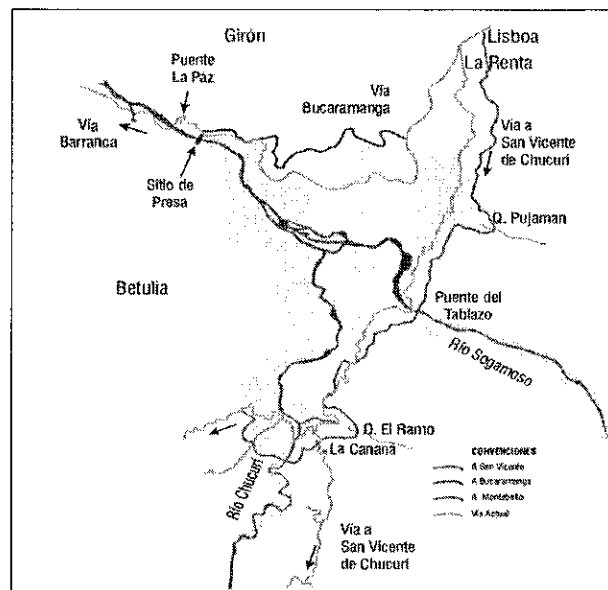 Girón
Lisboa
La Renta
Puente
La Páz
Vía
Bucaramanga
Vía
Barranca
Vía a
San Vicente
de Chucurí
Sitio de
Presa
Q. Pujaman
Betulia
Puente del
Tablazo
Río Sogamoso
Q. El Ramo
La Canana
Río Chucurí
CONVENCIONES
A San Vicente
A Bucaramanga
A Montebello
Vía Actual
Vía a
San Vicente
de Chucurí